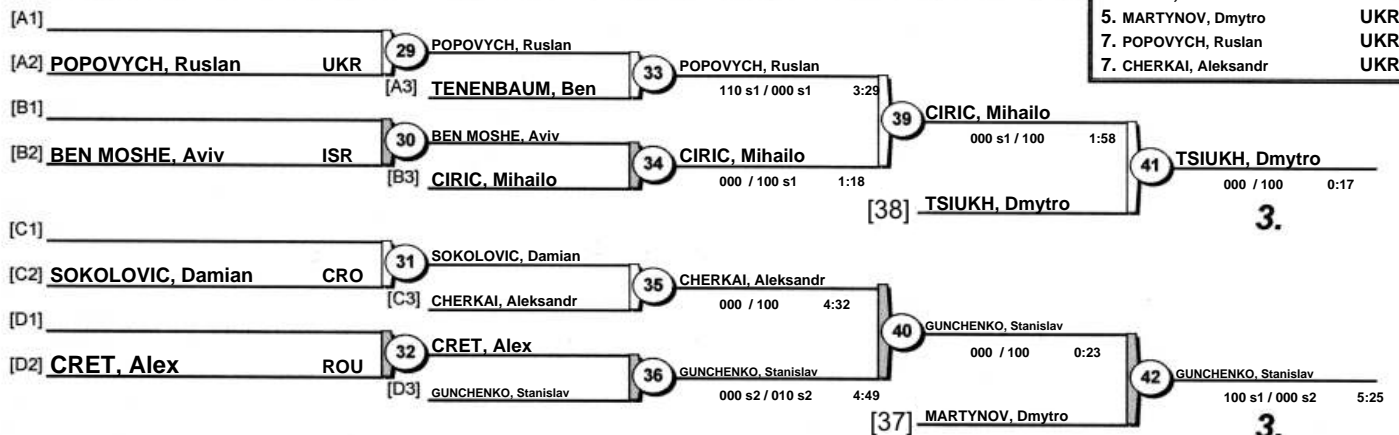 5. MARTYNOV, Dmytro UKR
7. POPOVYCH, Ruslan UKR
7. CHERKAI, Aleksandr UKR
[A1]
[A2] POPOVYCH, Ruslan UKR
29
POPOVYCH, Ruslan
[A3] TENENBAUM, Ben
33
POPOVYCH, Ruslan
110 s1 / 000 s1 3:29
[B1]
[B2] BEN MOSHE, Aviv ISR
30
BEN MOSHE, Aviv
[B3] CIRIC, Mihailo
34
CIRIC, Mihailo
000 / 100 s1 1:18
39
CIRIC, Mihailo
000 s1 / 100 1:58
[38] TSIUKH, Dmytro
41
TSIUKH, Dmytro
000 / 100 0:17
3.
[C1]
[C2] SOKOLOVIC, Damian CRO
31
SOKOLOVIC, Damian
[C3] CHERKAI, Aleksandr
35
CHERKAI, Aleksandr
000 / 100 4:32
[D1]
[D2] CRET, Alex ROU
32
CRET, Alex
[D3] GUNCHENKO, Stanislav
36
GUNCHENKO, Stanislav
000 s2 / 010 s2 4:49
40
GUNCHENKO, Stanislav
000 / 100 0:23
[37] MARTYNOV, Dmytro
42
GUNCHENKO, Stanislav
100 s1 / 000 s2 5:25
3.